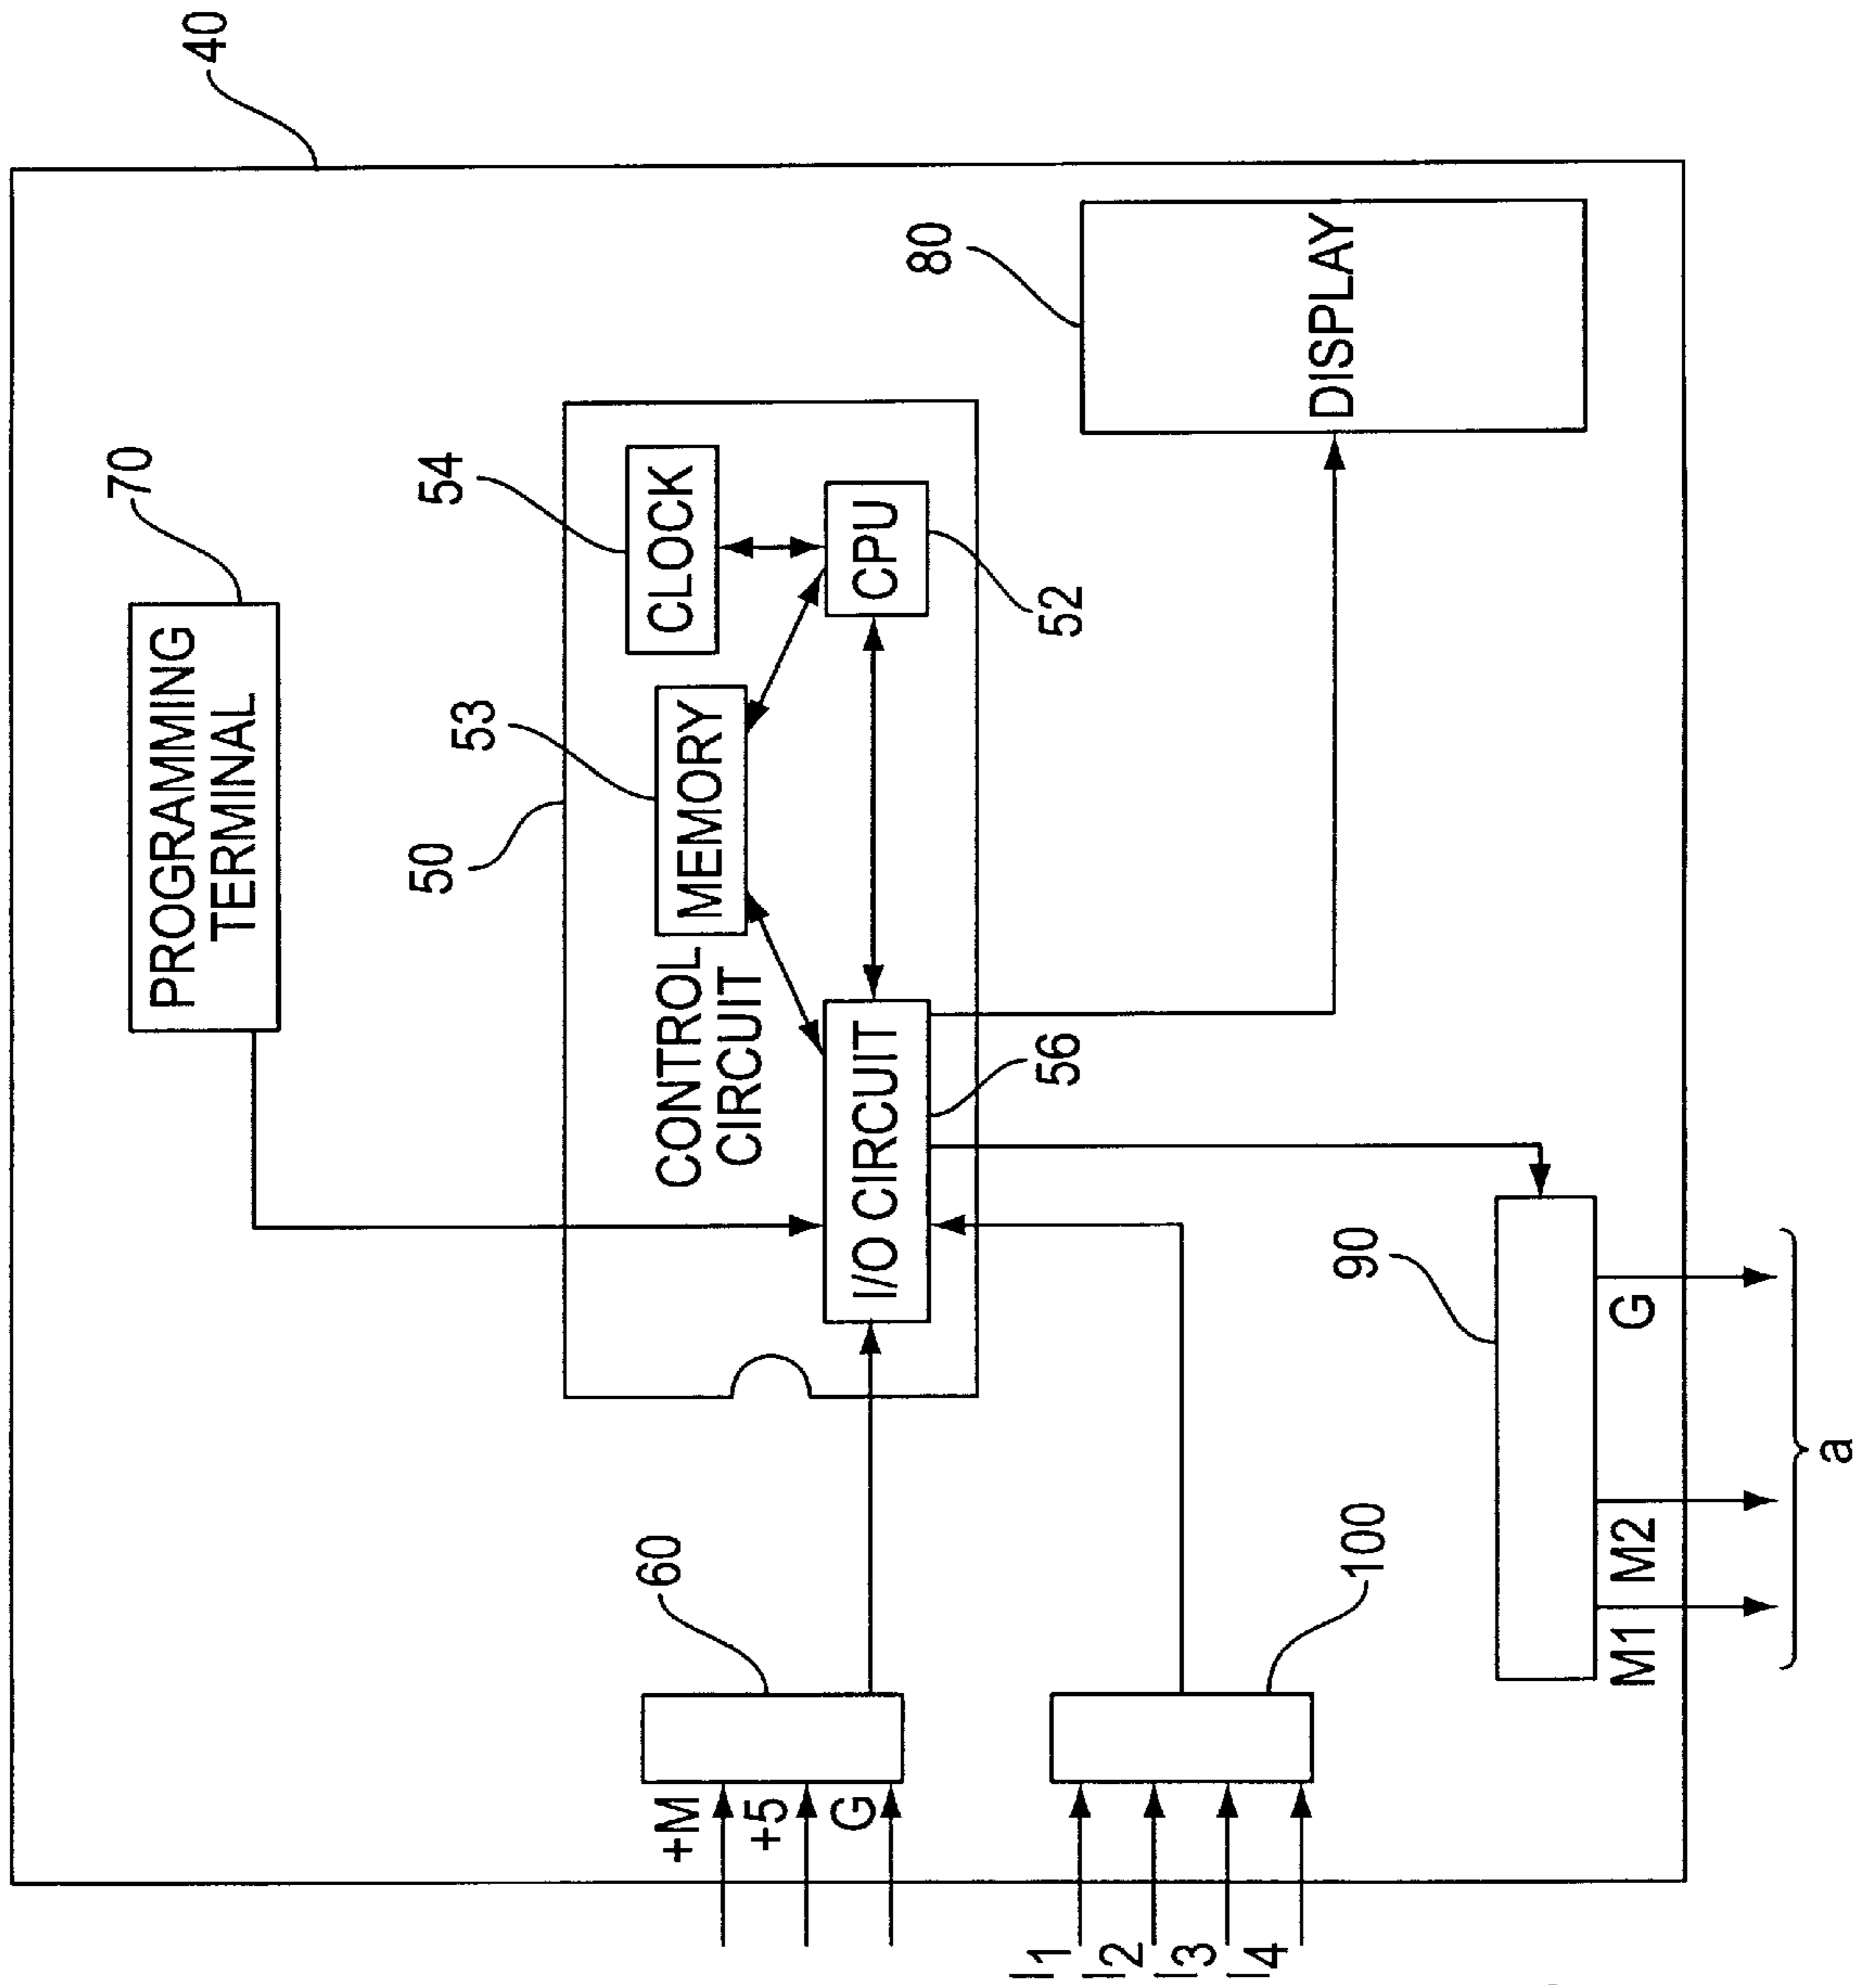 70
PROGRAMMING
TERMINAL
40
50
53
54
60
+M
CONTROL
MEMORY
CLOCK
CIRCUIT
+5
G
I/O CIRCUIT
CPU
80
56
52
I1
I2
I3
I4
100
90
DISPLAY
M1 M2 G
a